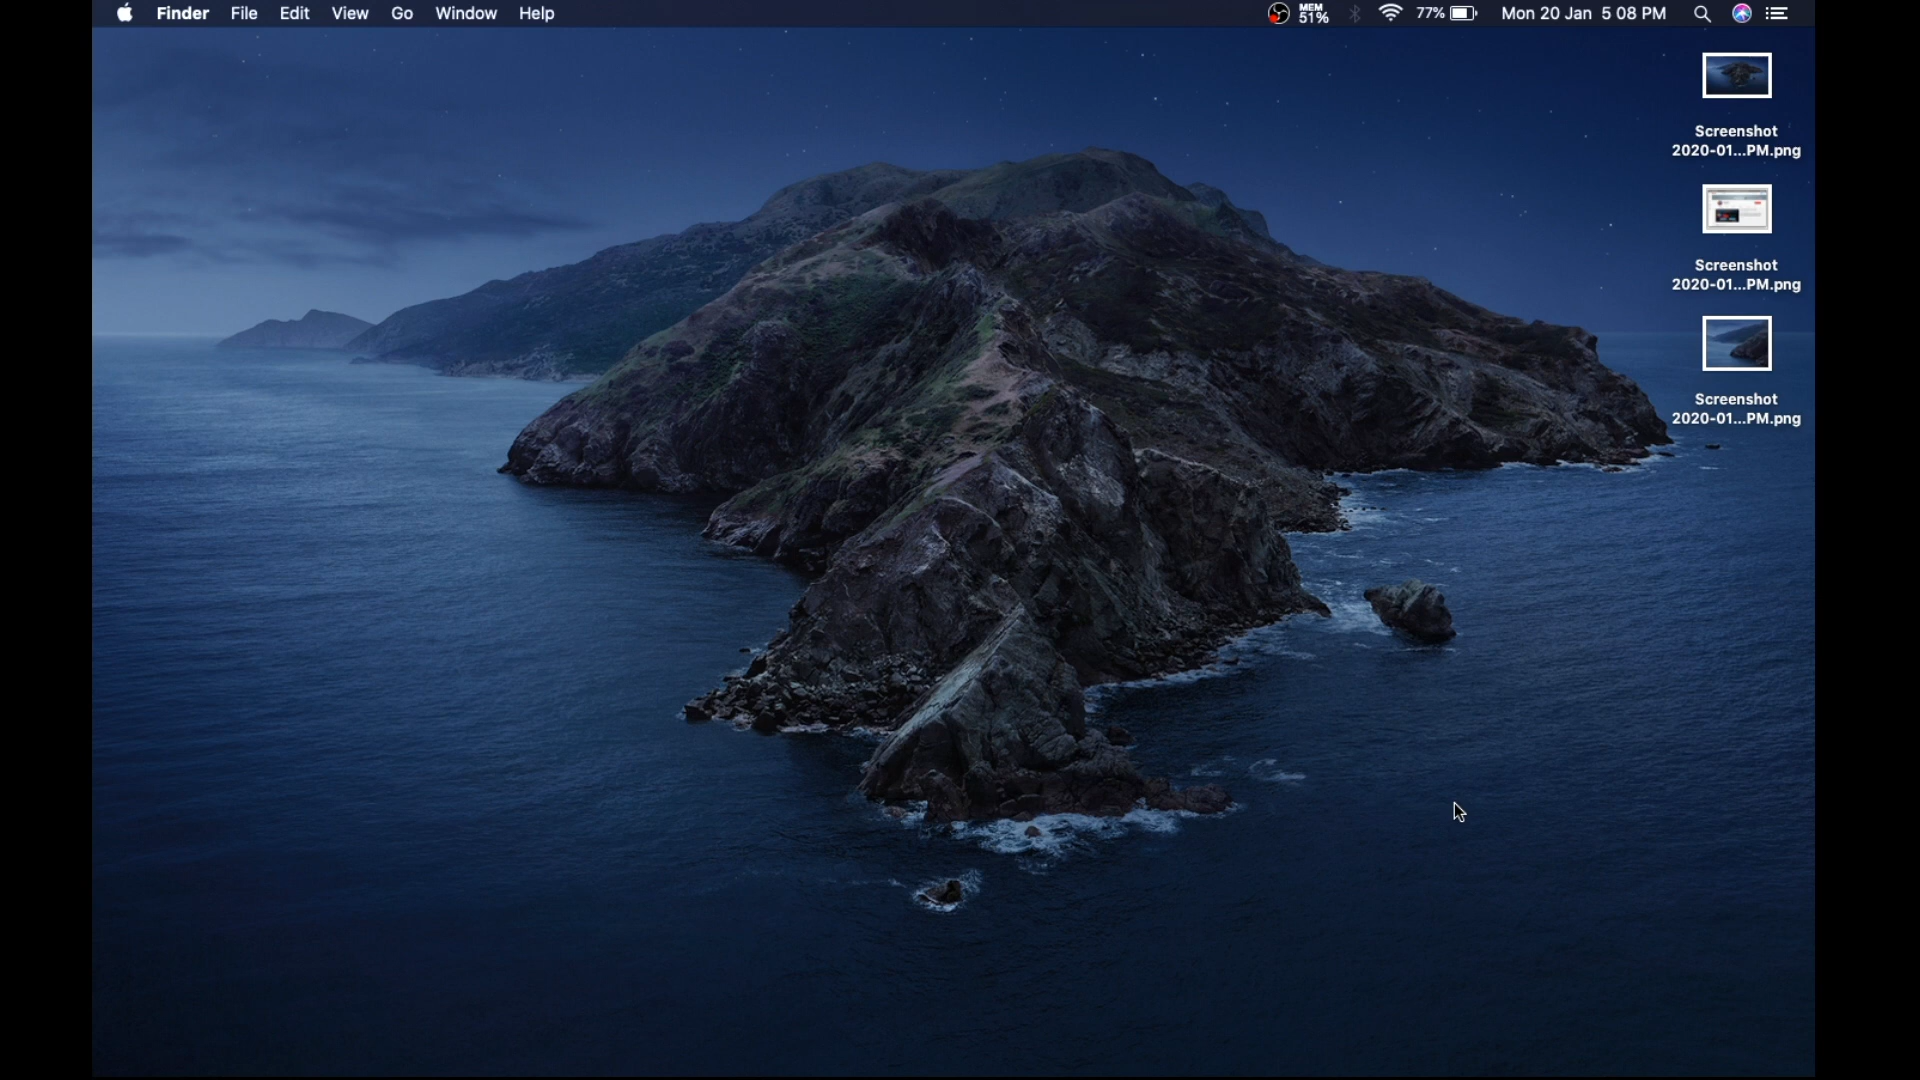 Finder File Edit View Go Window Help MEM 51% 77% Mon 20 Jan 5 08 PM
Screenshot
2020-01...PM.png
Screenshot
2020-01...PM.png
Screenshot
2020-01...PM.png